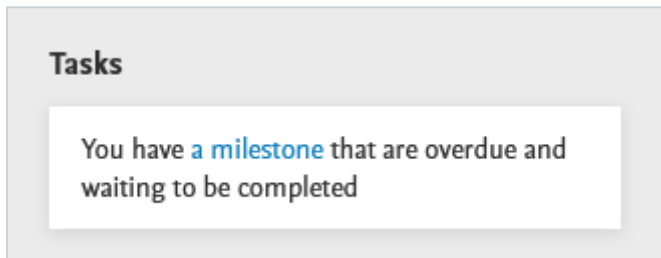 Tasks
You have a milestone that are overdue and
waiting to be completed